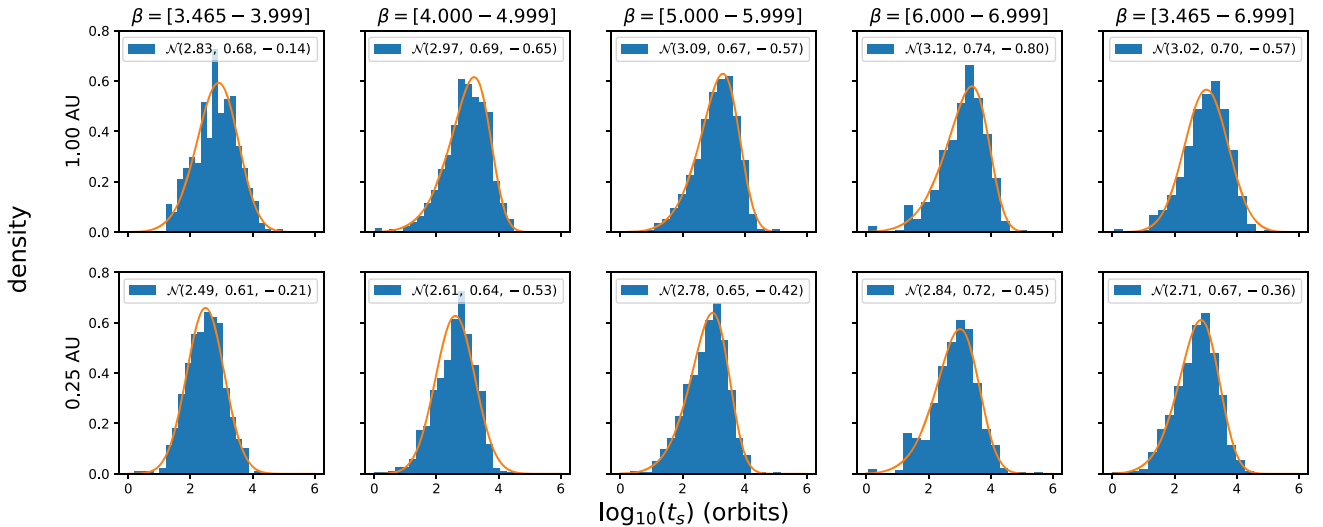 β = [3.465 − 3.999] β = [4.000 − 4.999] β = [5.000 − 5.999] β = [6.000 − 6.999] β = [3.465 − 6.999]
0.8
0.6
0.4
0.2
0.0
1.00 AU
𝒩(2.83, 0.68, −0.14)
𝒩(2.97, 0.69, −0.65)
𝒩(3.09, 0.67, −0.57)
𝒩(3.12, 0.74, −0.80)
𝒩(3.02, 0.70, −0.57)
density
0.8
0.6
0.4
0.2
0.0
0.25 AU
𝒩(2.49, 0.61, −0.21)
𝒩(2.61, 0.64, −0.53)
𝒩(2.78, 0.65, −0.42)
𝒩(2.84, 0.72, −0.45)
𝒩(2.71, 0.67, −0.36)
0 2 4 6 0 2 4 6 0 2 4 6 0 2 4 6 0 2 4 6
log₁₀(tₛ) (orbits)